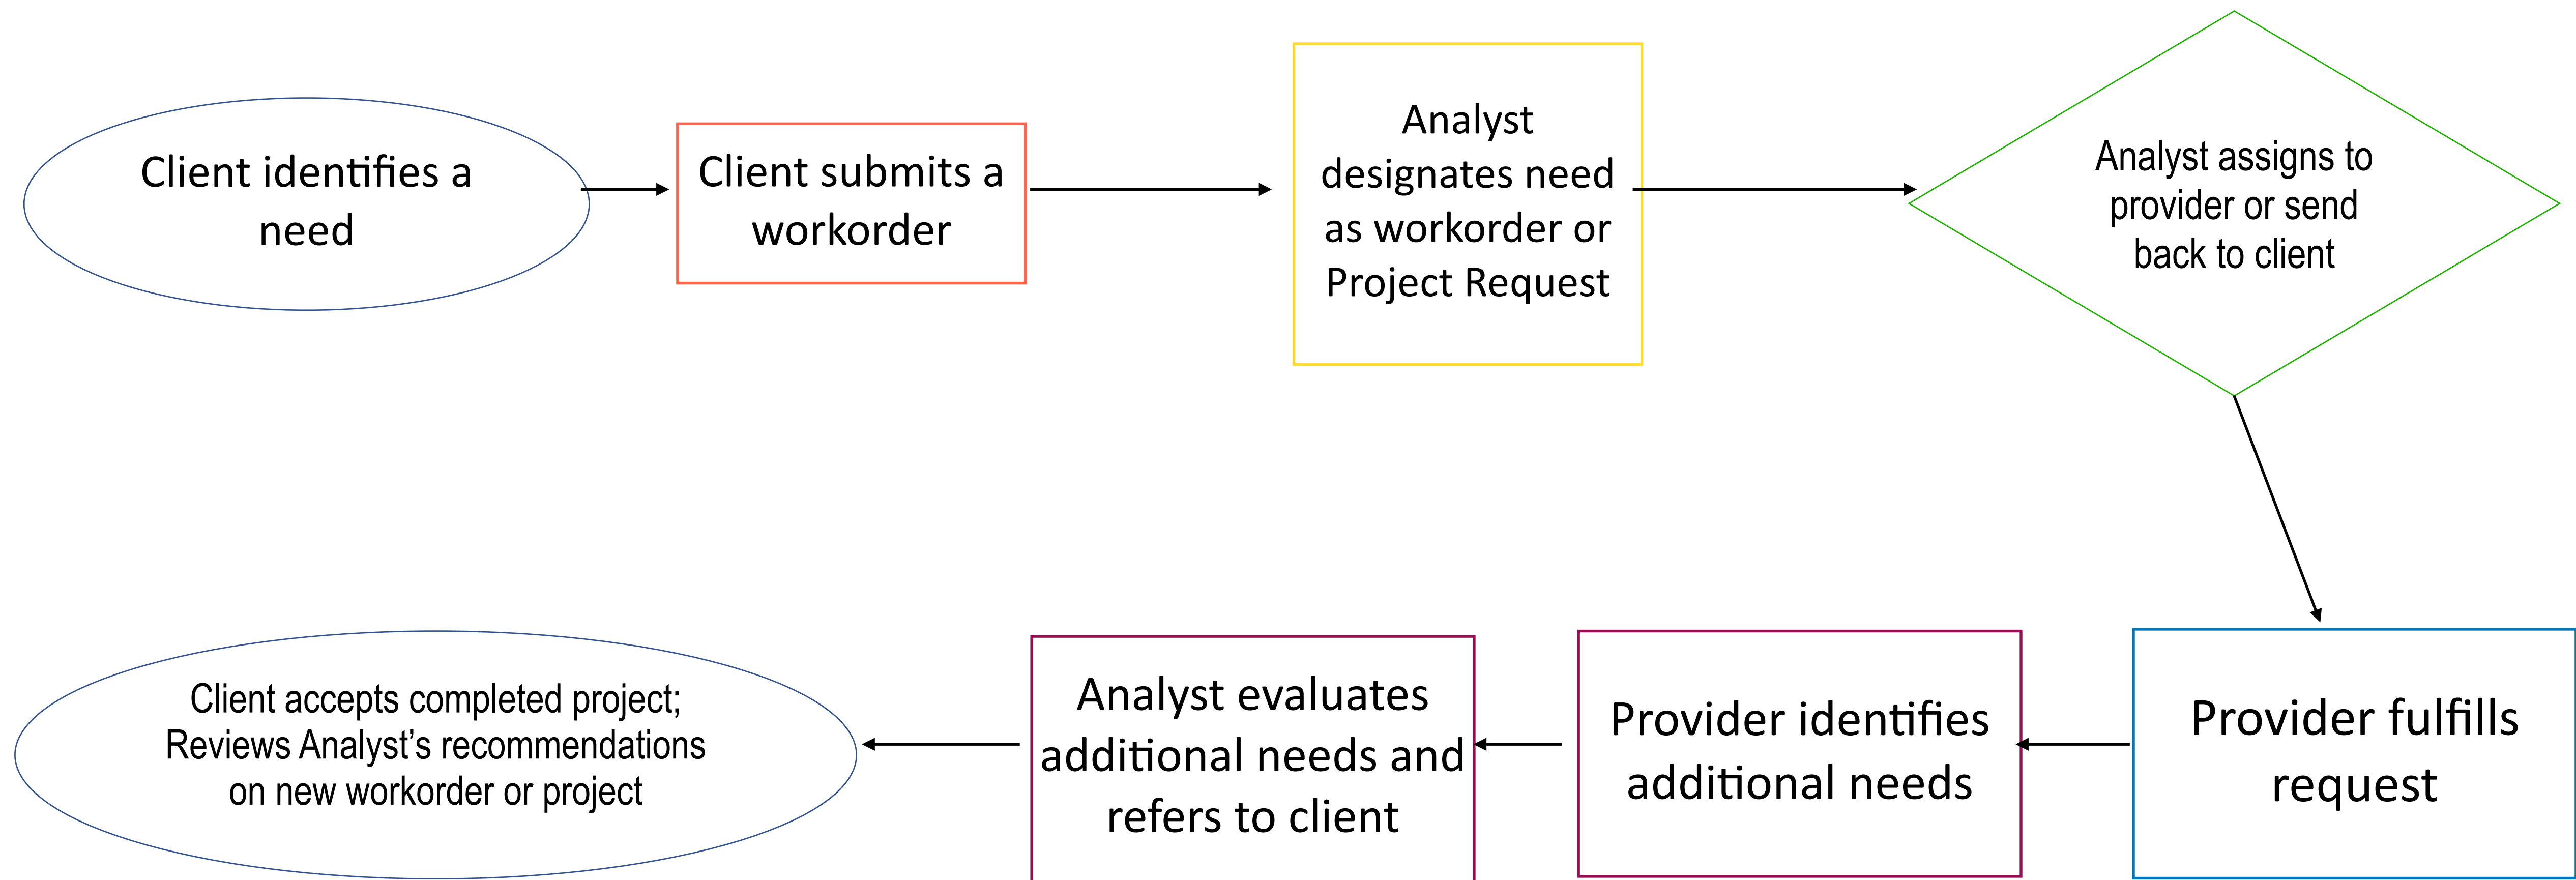 Client identifies a
need
Client submits a
workorder
Analyst
designates need
as workorder or
Project Request
Analyst assigns to
provider or send
back to client
Client accepts completed project;
Reviews Analyst’s recommendations
on new workorder or project
Analyst evaluates
additional needs and
refers to client
Provider identifies
additional needs
Provider fulfills
request